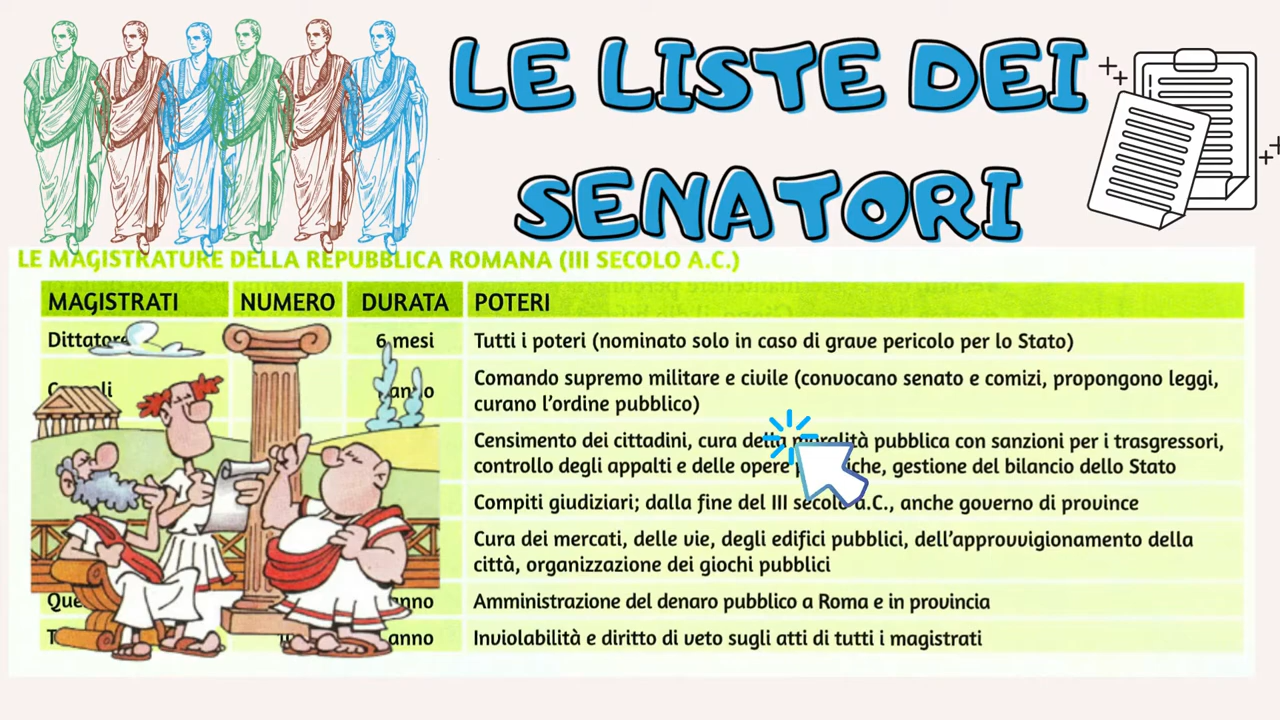 LE LISTE DEI
SENATORI
LE MAGISTRATURE DELLA REPUBBLICA ROMANA (III SECOLO A.C.)
MAGISTRATI NUMERO DURATA POTERI
Dittatore 6 mesi Tutti i poteri (nominato solo in caso di grave pericolo per lo Stato)
Comando supremo militare e civile (convocano senato e comizi, propongono leggi,
curano l'ordine pubblico)
Censimento dei cittadini, cura della moralità pubblica con sanzioni per i trasgressori,
controllo degli appalti e delle opere gestione del bilancio dello Stato
Compiti giudiziari; dalla fine del III secolo a.C., anche governo di province
Cura dei mercati, delle vie, degli edifici pubblici, dell'approvvigionamento della
città, organizzazione dei giochi pubblici
anno Amministrazione del denaro pubblico a Roma e in provincia
anno Inviolabilità e diritto di veto sugli atti di tutti i magistrati